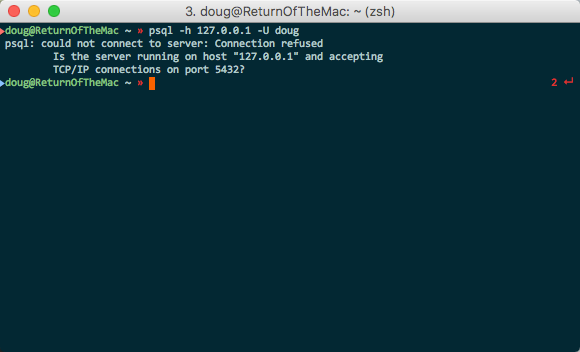 3. doug@ReturnOfTheMac: ~ (zsh)
doug@ReturnOfTheMac ~ » psql -h 127.0.0.1 -U doug
psql: could not connect to server: Connection refused
        Is the server running on host "127.0.0.1" and accepting
        TCP/IP connections on port 5432?
doug@ReturnOfTheMac ~ » 2 ↵